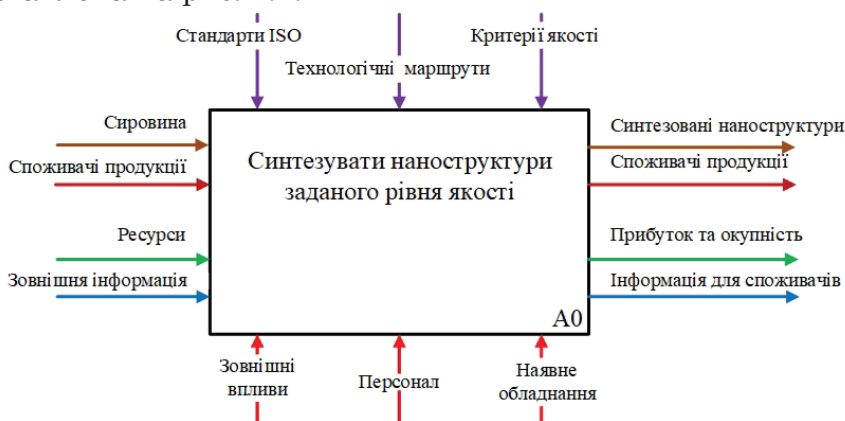 Стандарти ISO
Критерії якості
Технологічні маршрути
Сировина
Споживачі продукції
Ресурси
Зовнішня інформація
Синтезувати наноструктури
заданого рівня якості
A0
Синтезовані наноструктури
Споживачі продукції
Прибуток та окупність
Інформація для споживачів
Зовнішні
впливи
Персонал
Наявне
обладнання